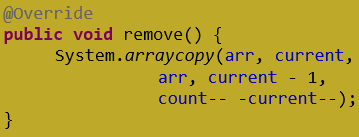 @Override
public void remove() {
System.arraycopy(arr, current,
arr, current - 1,
count-- -current--);
}